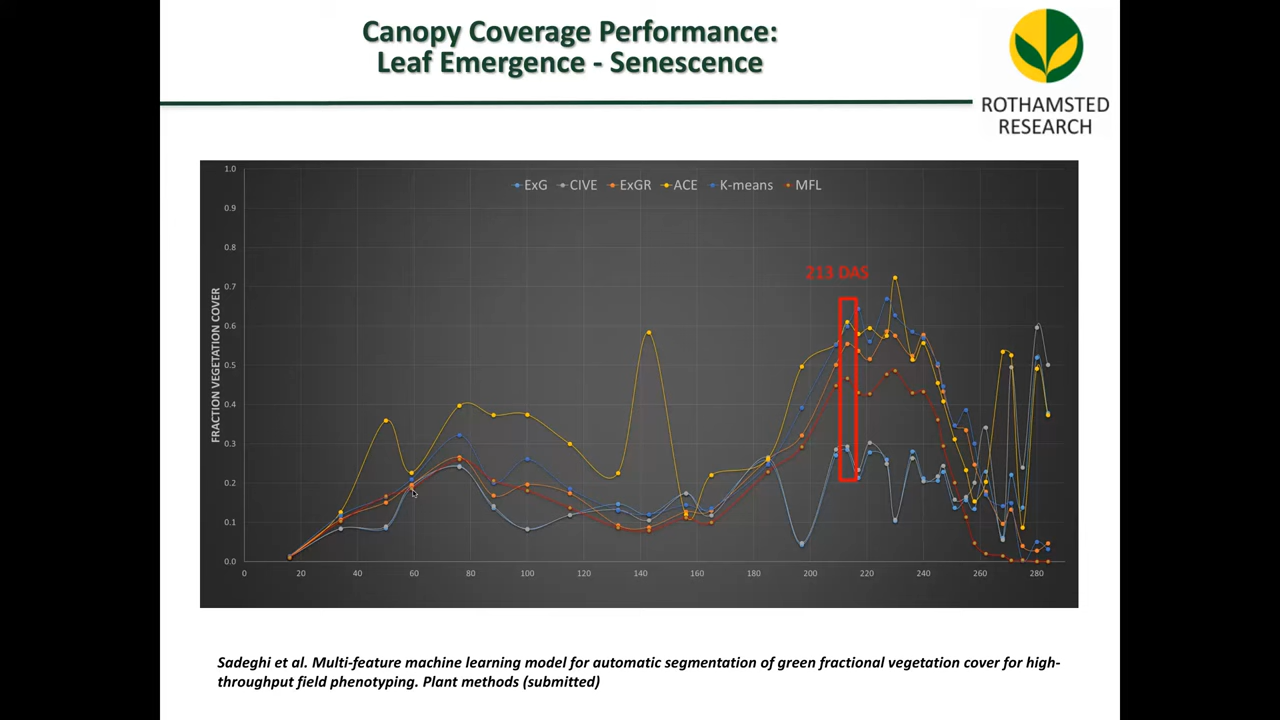 Canopy Coverage Performance:
Leaf Emergence - Senescence
ROTHAMSTED
RESEARCH
ExG CIVE ExGR ACE K-means MFL
1.0
0.9
0.8
0.7
0.6
0.5
0.4
0.3
0.2
0.1
0.0
FRACTION VEGETATION COVER
213 DAS
0 20 40 60 80 100 120 140 160 180 200 220 240 260 280
Sadeghi et al. Multi-feature machine learning model for automatic segmentation of green fractional vegetation cover for high-
throughput field phenotyping. Plant methods (submitted)